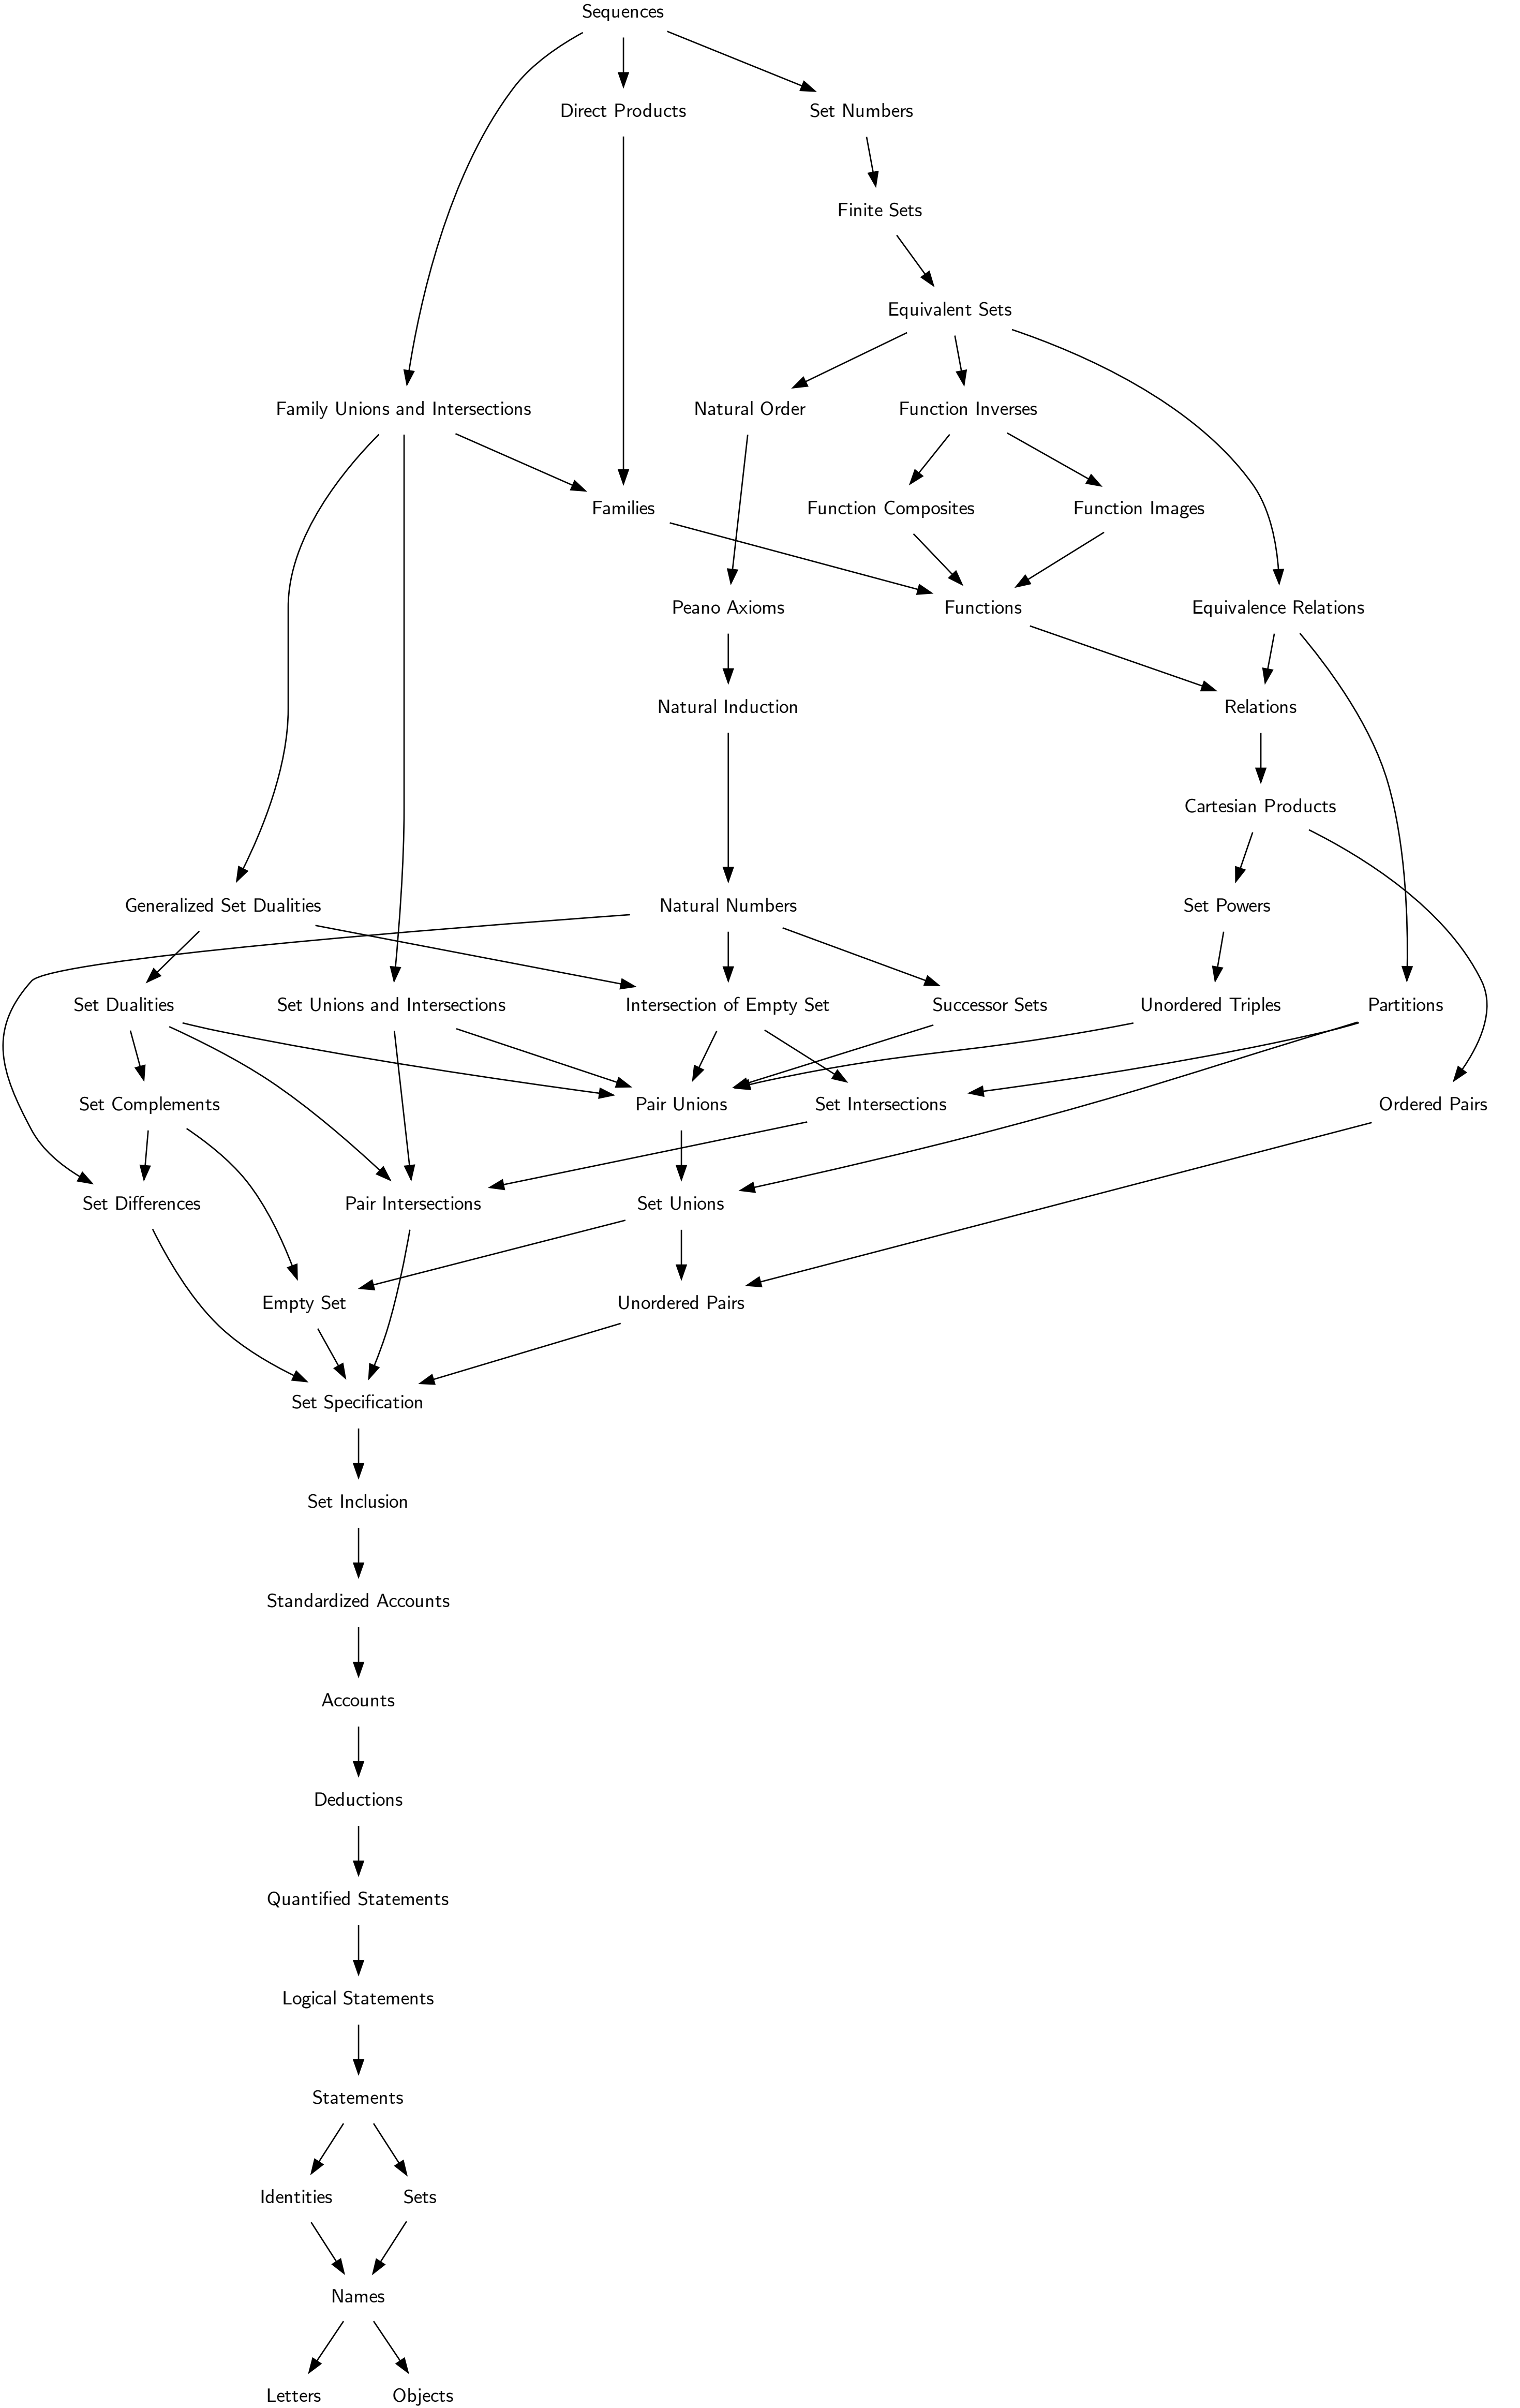 Sequences
Direct Products
Set Numbers
Finite Sets
Equivalent Sets
Family Unions and Intersections
Natural Order
Function Inverses
Families
Function Composites
Function Images
Peano Axioms
Functions
Equivalence Relations
Natural Induction
Relations
Cartesian Products
Generalized Set Dualities
Natural Numbers
Set Powers
Set Dualities
Set Unions and Intersections
Intersection of Empty Set
Successor Sets
Unordered Triples
Partitions
Set Complements
Pair Unions
Set Intersections
Ordered Pairs
Set Differences
Pair Intersections
Set Unions
Empty Set
Unordered Pairs
Set Specification
Set Inclusion
Standardized Accounts
Accounts
Deductions
Quantified Statements
Logical Statements
Statements
Identities
Sets
Names
Letters
Objects